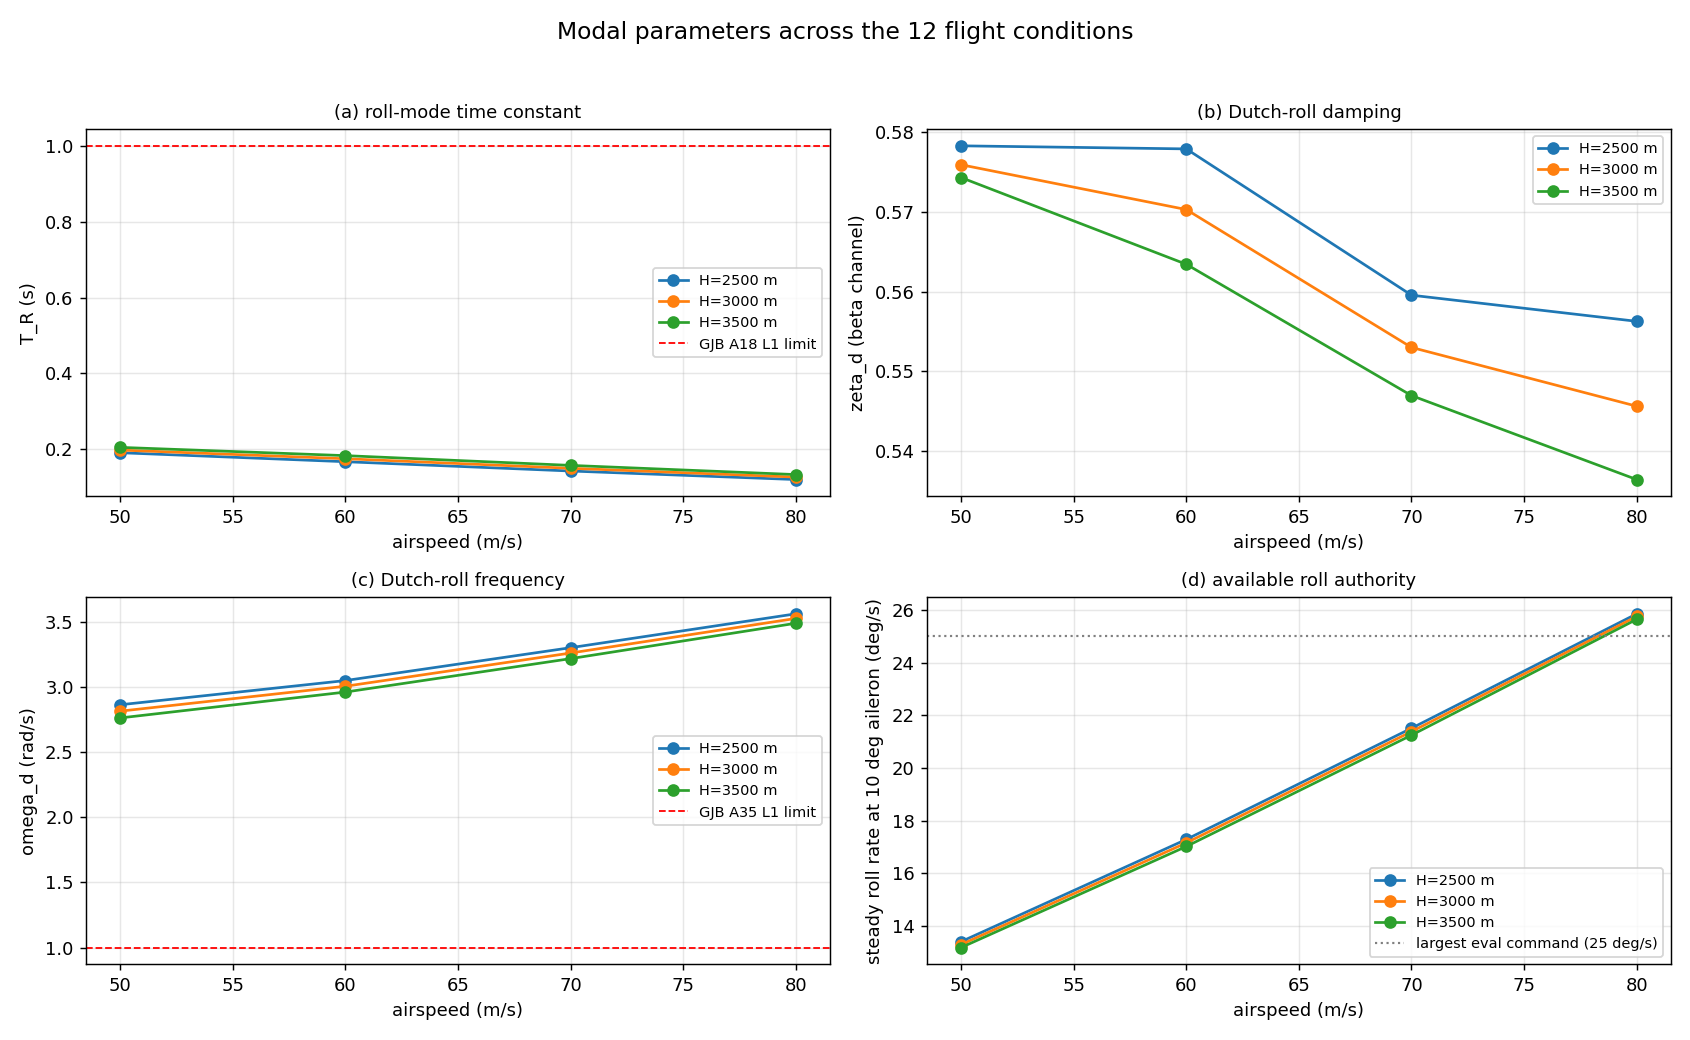 Modal parameters across the 12 flight conditions
(a) roll-mode time constant
T_R (s)
1.0
0.8
0.6
0.4
0.2
H=2500 m
H=3000 m
H=3500 m
GJB A18 L1 limit
50 55 60 65 70 75 80
airspeed (m/s)
(b) Dutch-roll damping
zeta_d (beta channel)
0.58
0.57
0.56
0.55
0.54
H=2500 m
H=3000 m
H=3500 m
50 55 60 65 70 75 80
airspeed (m/s)
(c) Dutch-roll frequency
omega_d (rad/s)
3.5
3.0
2.5
2.0
1.5
1.0
H=2500 m
H=3000 m
H=3500 m
GJB A35 L1 limit
50 55 60 65 70 75 80
airspeed (m/s)
(d) available roll authority
steady roll rate at 10 deg aileron (deg/s)
26
24
22
20
18
16
14
H=2500 m
H=3000 m
H=3500 m
largest eval command (25 deg/s)
50 55 60 65 70 75 80
airspeed (m/s)